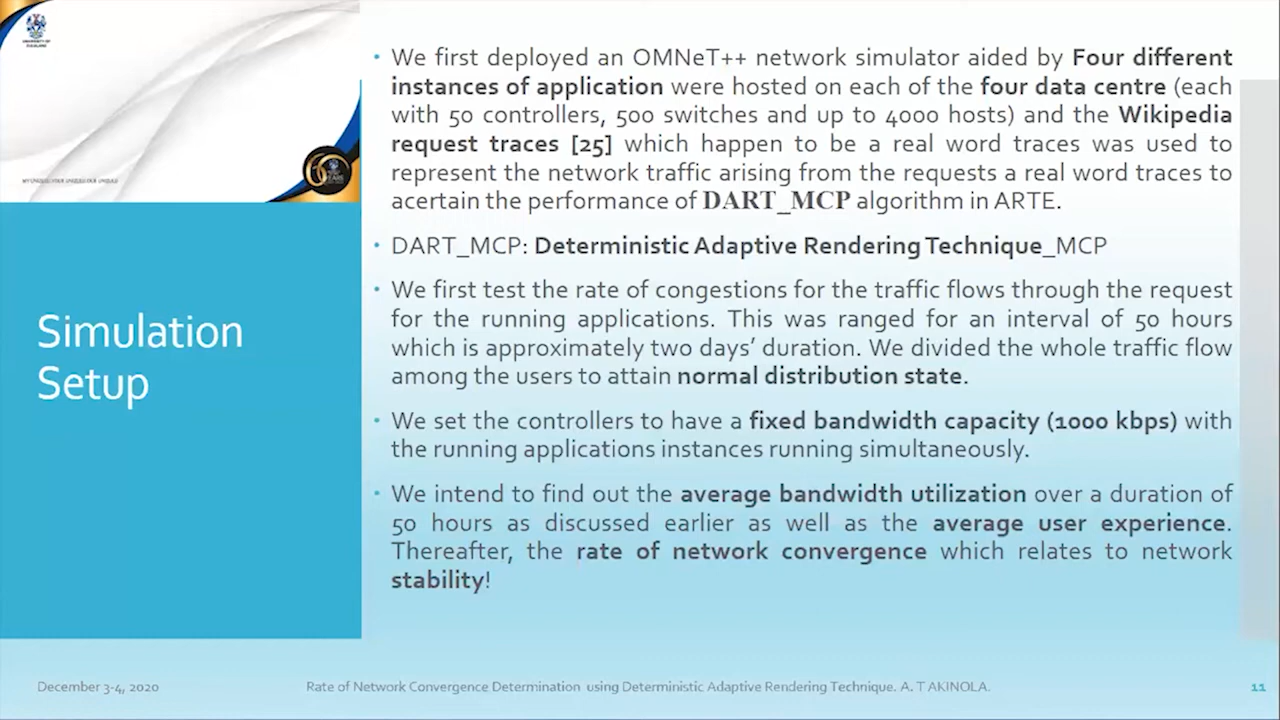 UNIVERSITY OF
ZULULAND
Simulation
Setup
• We first deployed an OMNeT++ network simulator aided by Four different
instances of application were hosted on each of the four data centre (each
with 50 controllers, 500 switches and up to 4000 hosts) and the Wikipedia
request traces [25] which happen to be a real word traces was used to
represent the network traffic arising from the requests a real word traces to
acertain the performance of DART_MCP algorithm in ARTE.
• DART_MCP: Deterministic Adaptive Rendering Technique_MCP
• We first test the rate of congestions for the traffic flows through the request
for the running applications. This was ranged for an interval of 50 hours
which is approximately two days’ duration. We divided the whole traffic flow
among the users to attain normal distribution state.
• We set the controllers to have a fixed bandwidth capacity (1000 kbps) with
the running applications instances running simultaneously.
• We intend to find out the average bandwidth utilization over a duration of
50 hours as discussed earlier as well as the average user experience.
Thereafter, the rate of network convergence which relates to network
stability!
December 3-4, 2020
Rate of Network Convergence Determination using Deterministic Adaptive Rendering Technique. A. T AKINOLA.
11